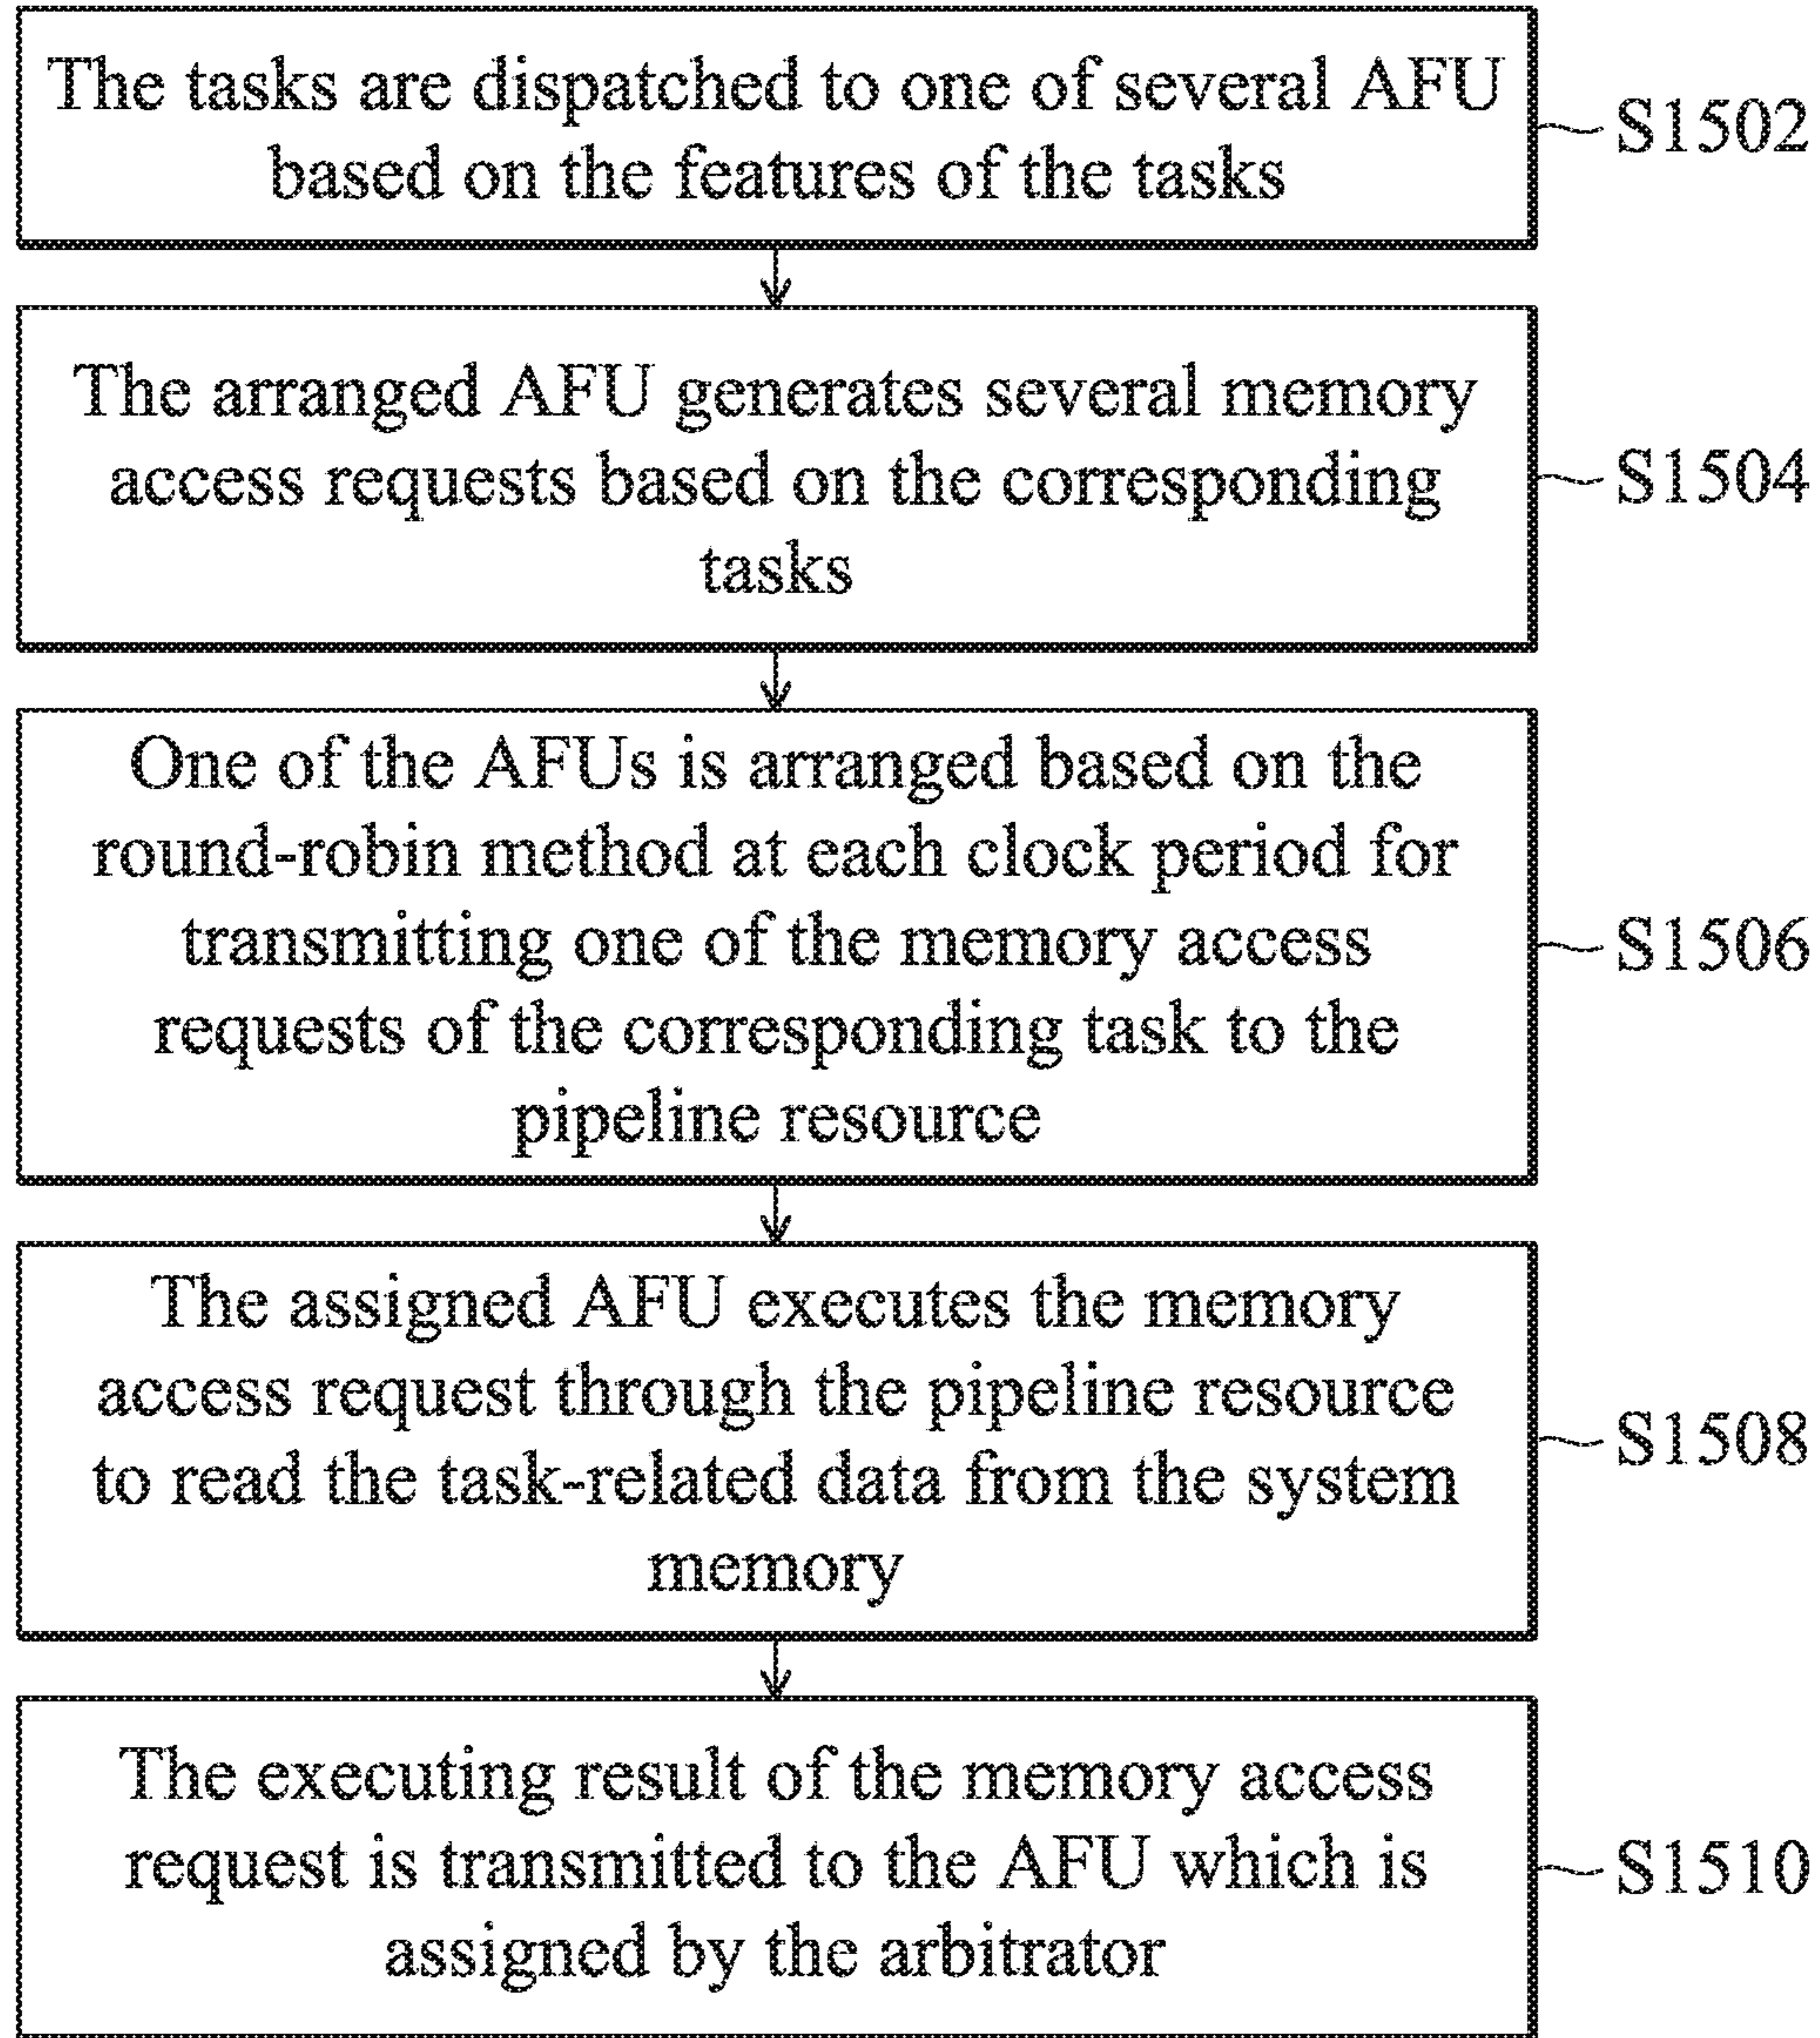 The tasks are dispatched to one of several AFU
based on the features of the tasks
S1502
The arranged AFU generates several memory
access requests based on the corresponding
tasks
S1504
One of the AFUs is arranged based on the
round-robin method at each clock period for
transmitting one of the memory access
requests of the corresponding task to the
pipeline resource
S1506
The assigned AFU executes the memory
access request through the pipeline resource
to read the task-related data from the system
memory
S1508
The executing result of the memory access
request is transmitted to the AFU which is
assigned by the arbitrator
S1510